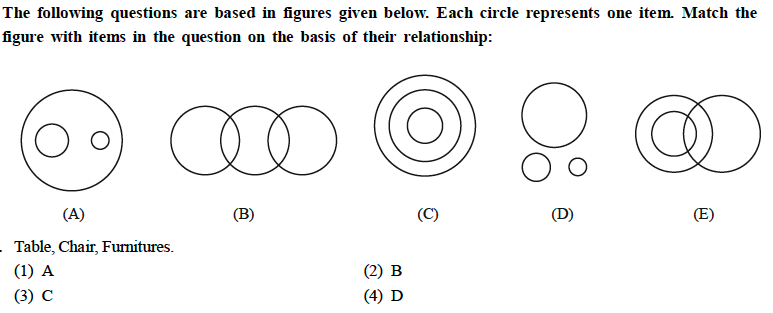 The following questions are based in figures given below. Each circle represents one item. Match the
figure with items in the question on the basis of their relationship:
(A) (B) (C) (D) (E)
. Table, Chair, Furnitures.
(1) A (2) B
(3) C (4) D